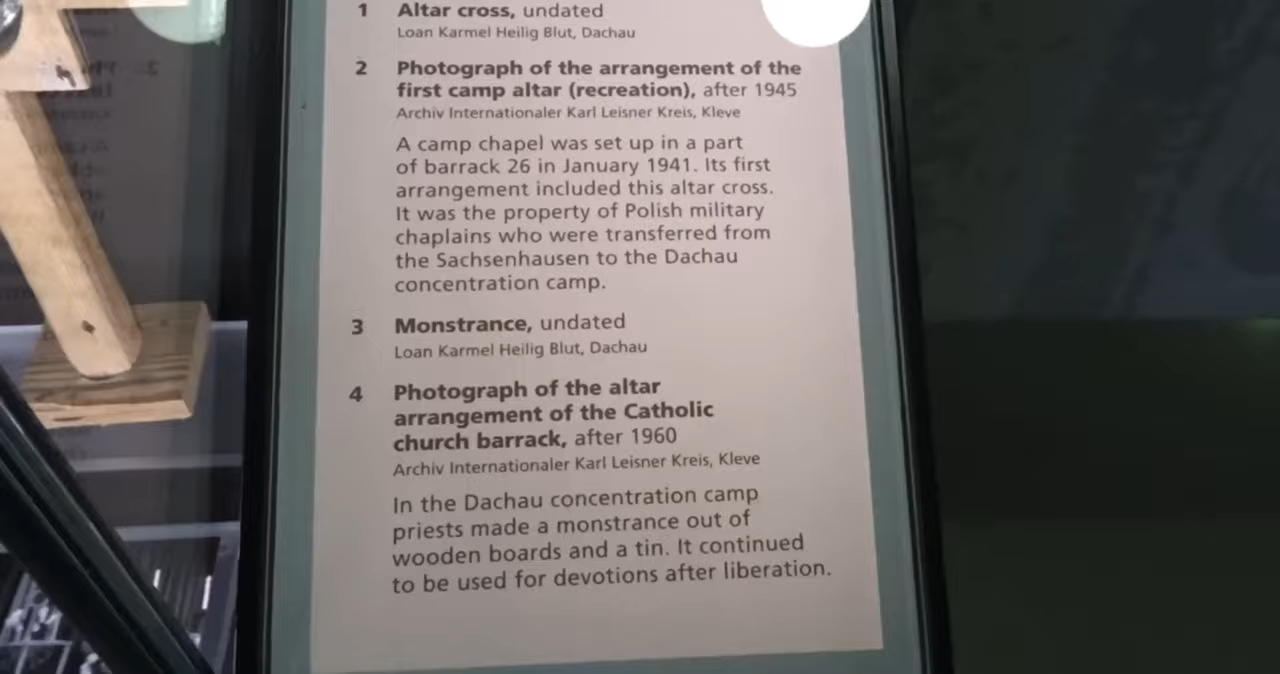 1 Altar cross, undated
Loan Karmel Heilig Blut, Dachau
2 Photograph of the arrangement of the
first camp altar (recreation), after 1945
Archiv Internationaler Karl Leisner Kreis, Kleve
A camp chapel was set up in a part
of barrack 26 in January 1941. Its first
arrangement included this altar cross.
It was the property of Polish military
chaplains who were transferred from
the Sachsenhausen to the Dachau
concentration camp.
3 Monstrance, undated
Loan Karmel Heilig Blut, Dachau
4 Photograph of the altar
arrangement of the Catholic
church barrack, after 1960
Archiv Internationaler Karl Leisner Kreis, Kleve
In the Dachau concentration camp
priests made a monstrance out of
wooden boards and a tin. It continued
to be used for devotions after liberation.